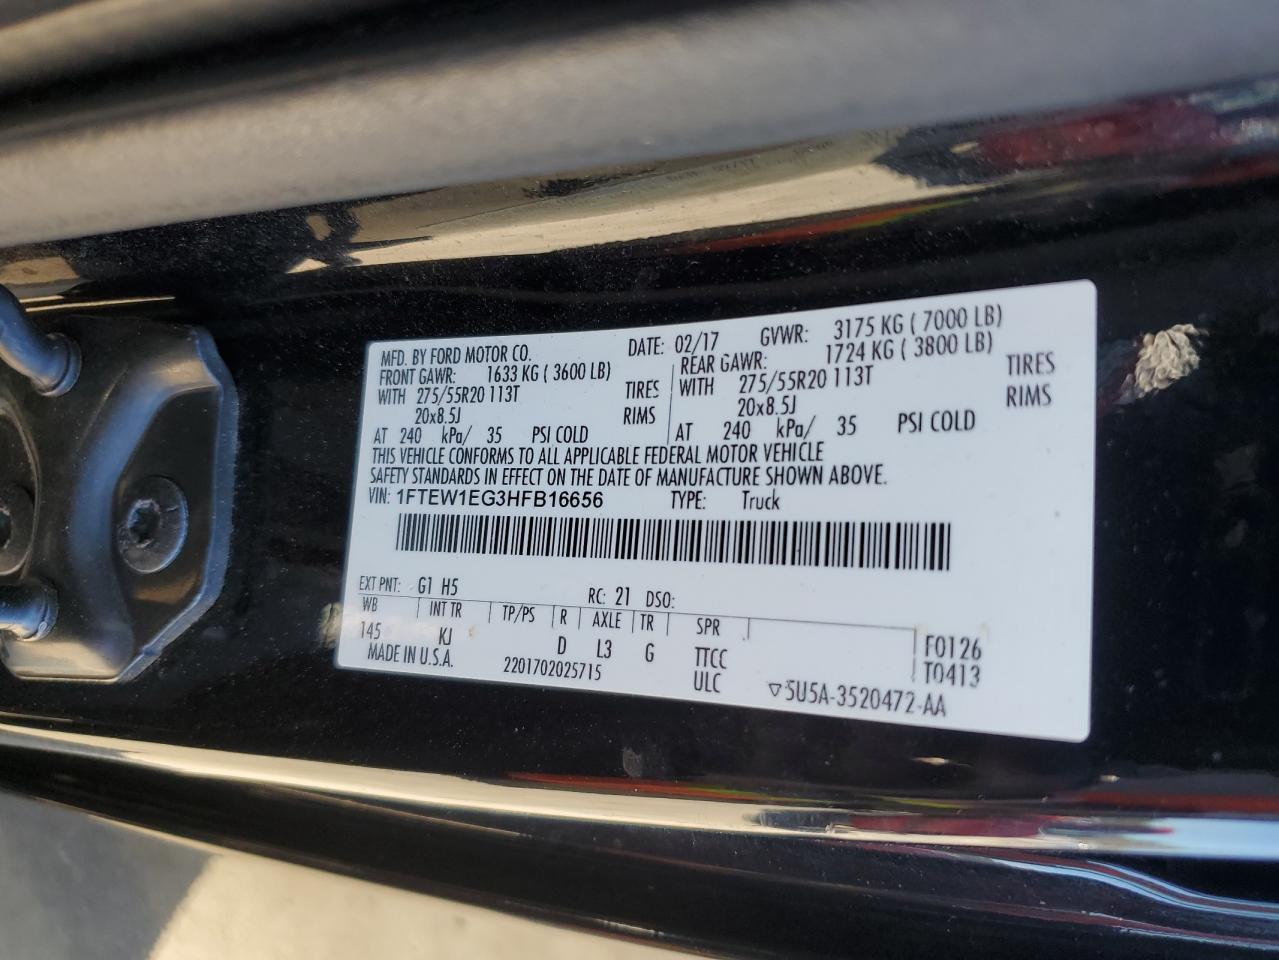 MFD. BY FORD MOTOR CO. DATE: 02/17 GVWR: 3175 KG ( 7000 LB)
FRONT GAWR: 1633 KG ( 3600 LB) REAR GAWR: 1724 KG ( 3800 LB)
WITH 275/55R20 113T TIRES WITH 275/55R20 113T TIRES
20x8.5J RIMS 20x8.5J RIMS
AT 240 kPa/ 35 PSI COLD AT 240 kPa/ 35 PSI COLD
THIS VEHICLE CONFORMS TO ALL APPLICABLE FEDERAL MOTOR VEHICLE
SAFETY STANDARDS IN EFFECT ON THE DATE OF MANUFACTURE SHOWN ABOVE.
VIN: 1FTEW1EG3HFB16656 TYPE: Truck
EXT PNT: G1 H5 RC: 21 DSO:
WB INT TR TP/PS R AXLE TR SPR
145 KJ D L3 G TTCC F0126
MADE IN U.S.A. 2201702025715 ULC T0413
▽5U5A-3520472-AA